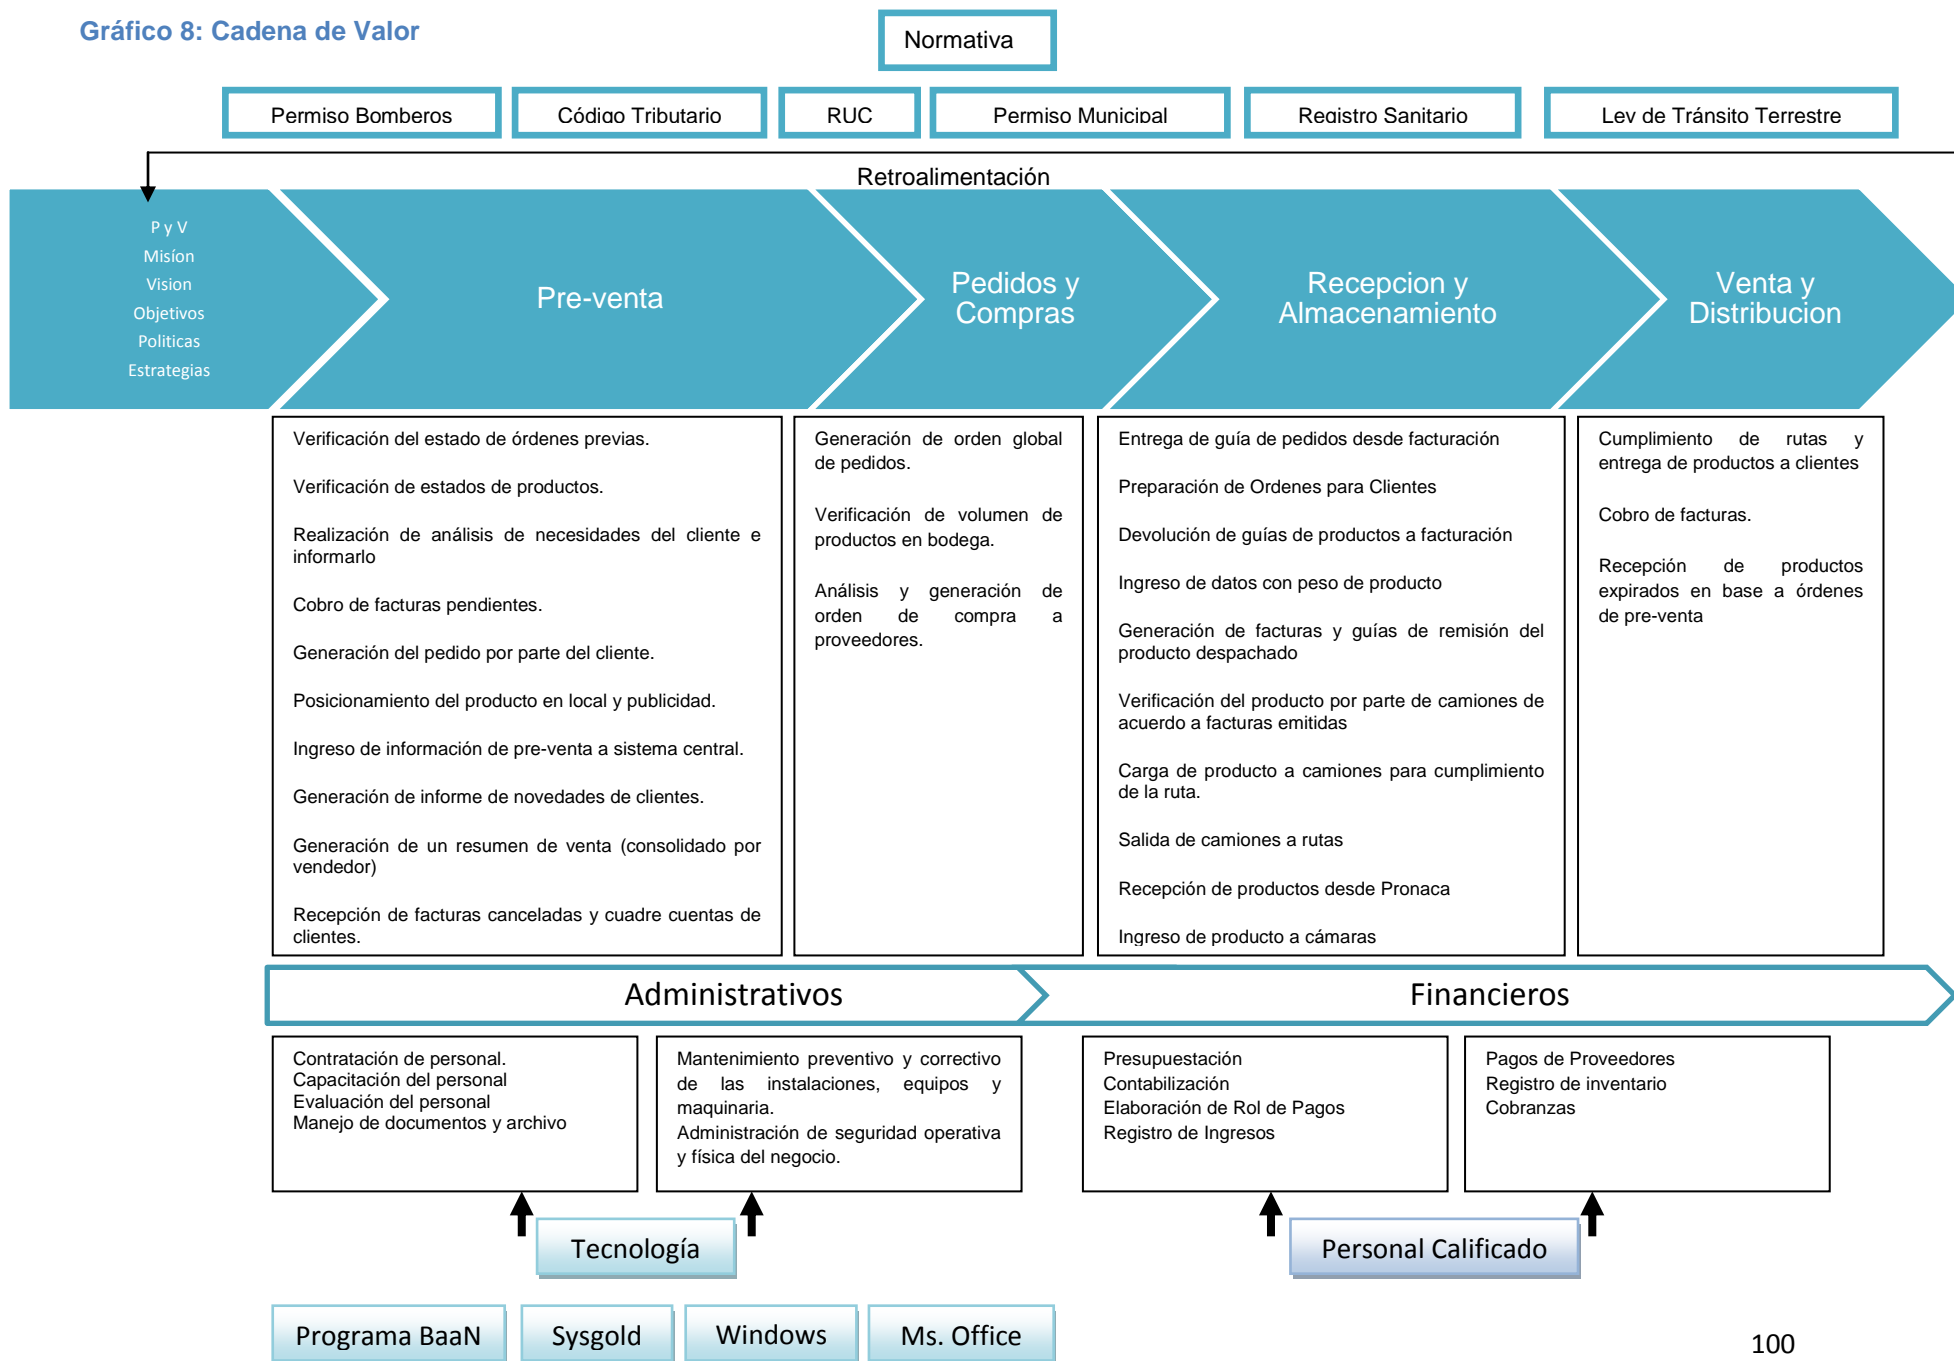 Gráfico 8: Cadena de Valor
Normativa
Permiso Bomberos
Código Tributario
RUC
Permiso Municipal
Registro Sanitario
Ley de Tránsito Terrestre
Retroalimentación
P y V
Misíon
Vision
Objetivos
Politicas
Estrategias
Pre-venta
Pedidos y
Compras
Recepcion y
Almacenamiento
Venta y
Distribucion
Verificación del estado de órdenes previas.
Verificación de estados de productos.
Realización de análisis de necesidades del cliente e
informarlo
Cobro de facturas pendientes.
Generación del pedido por parte del cliente.
Posicionamiento del producto en local y publicidad.
Ingreso de información de pre-venta a sistema central.
Generación de informe de novedades de clientes.
Generación de un resumen de venta (consolidado por
vendedor)
Recepción de facturas canceladas y cuadre cuentas de
clientes.
Generación de orden global
de pedidos.
Verificación de volumen de
productos en bodega.
Análisis y generación de
orden de compra a
proveedores.
Entrega de guía de pedidos desde facturación
Preparación de Ordenes para Clientes
Devolución de guías de productos a facturación
Ingreso de datos con peso de producto
Generación de facturas y guías de remisión del
producto despachado
Verificación del producto por parte de camiones de
acuerdo a facturas emitidas
Carga de producto a camiones para cumplimiento
de la ruta.
Salida de camiones a rutas
Recepción de productos desde Pronaca
Ingreso de producto a cámaras
Cumplimiento de rutas y
entrega de productos a clientes
Cobro de facturas.
Recepción de productos
expirados en base a órdenes
de pre-venta
Administrativos
Financieros
Contratación de personal.
Capacitación del personal
Evaluación del personal
Manejo de documentos y archivo
Mantenimiento preventivo y correctivo
de las instalaciones, equipos y
maquinaria.
Administración de seguridad operativa
y física del negocio.
Presupuestación
Contabilización
Elaboración de Rol de Pagos
Registro de Ingresos
Pagos de Proveedores
Registro de inventario
Cobranzas
Tecnología
Personal Calificado
Programa BaaN
Sysgold
Windows
Ms. Office
100